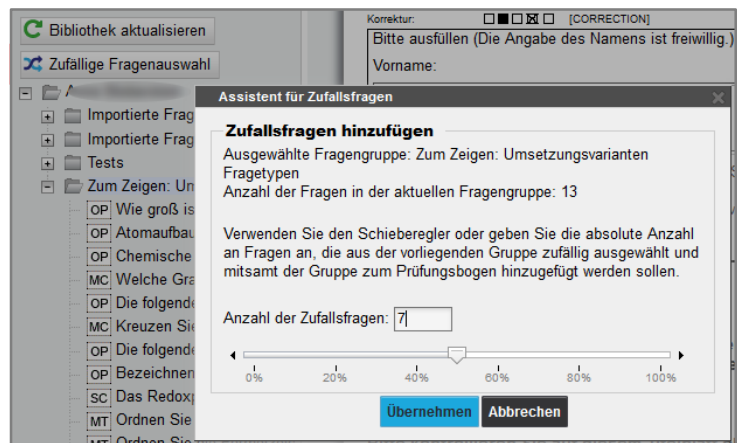 Korrektur: [CORRECTION]
Bibliothek aktualisieren
Bitte ausfüllen (Die Angabe des Namens ist freiwillig.)
Zufällige Fragenauswahl
Vorname:
Assistent für Zufallsfragen
Importierte Frag
Importierte Frag
Tests
Zum Zeigen: Um
OP Wie groß is
OP Atomaufbau
OP Chemische
MC Welche Gra
OP Die folgende
MC Kreuzen Sie
OP Die folgende
OP Bezeichnen
SC Das Redoxp
MT Ordnen Sie
MT Ordnen Sie
Zufallsfragen hinzufügen
Ausgewählte Fragengruppe: Zum Zeigen: Umsetzungsvarianten
Fragetypen
Anzahl der Fragen in der aktuellen Fragengruppe: 13
Verwenden Sie den Schieberegler oder geben Sie die absolute Anzahl
an Fragen an, die aus der vorliegenden Gruppe zufällig ausgewählt und
mitsamt der Gruppe zum Prüfungsbogen hinzugefügt werden sollen.
Anzahl der Zufallsfragen: 7
0% 20% 40% 60% 80% 100%
Übernehmen Abbrechen